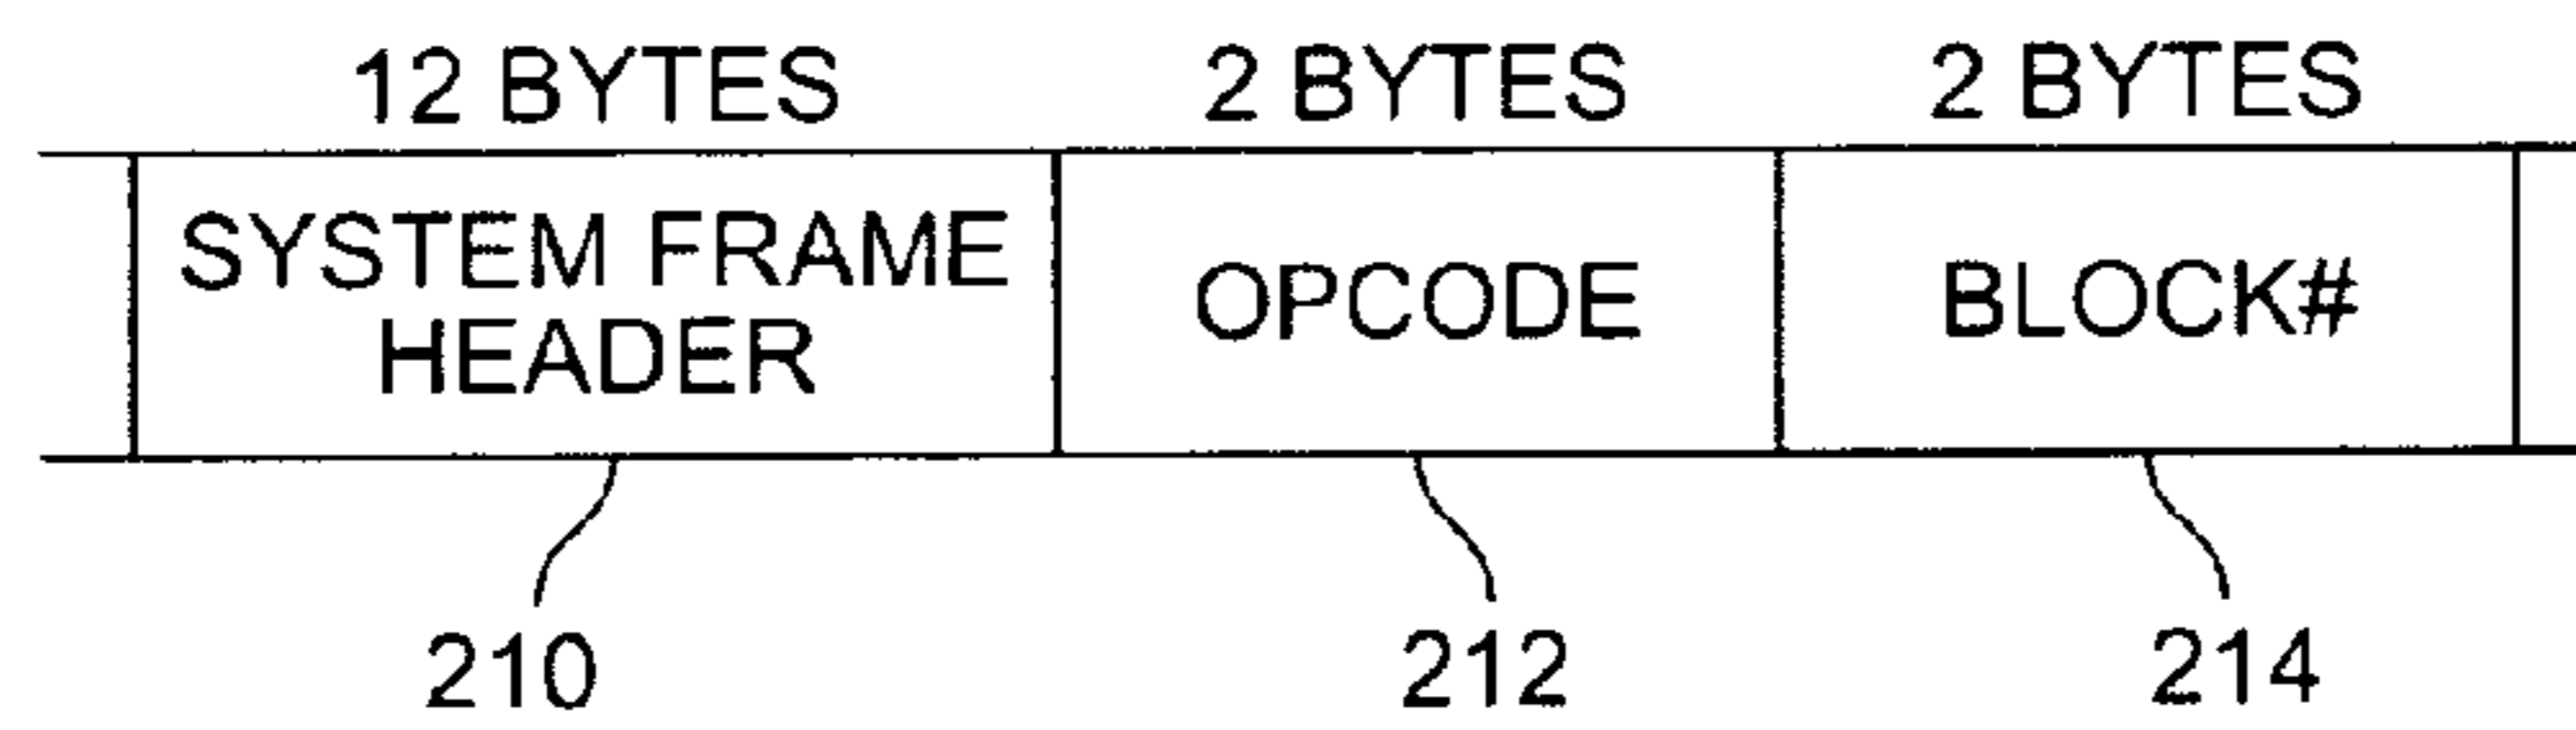 12 BYTES 2 BYTES 2 BYTES
SYSTEM FRAME
HEADER
OPCODE
BLOCK#
210 212 214